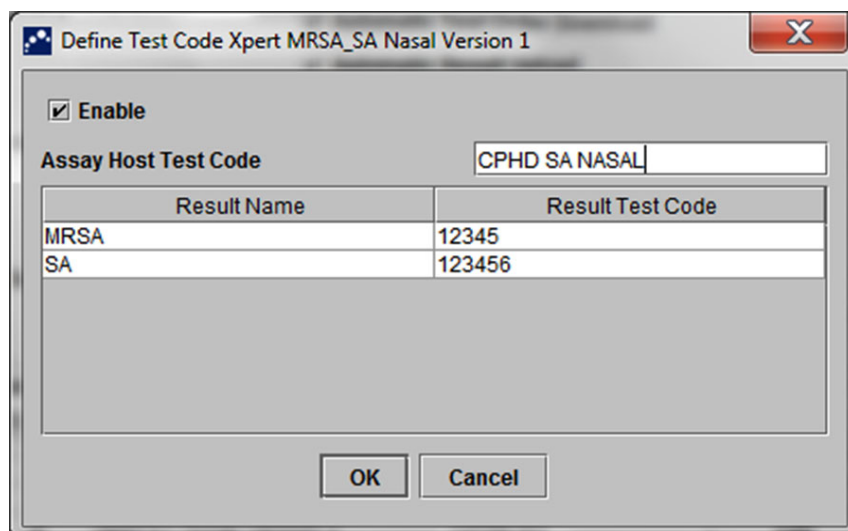 Define Test Code Xpert MRSA_SA Nasal Version 1
Enable
Assay Host Test Code CPHD SA NASAL
Result Name Result Test Code
MRSA 12345
SA 123456
OK Cancel